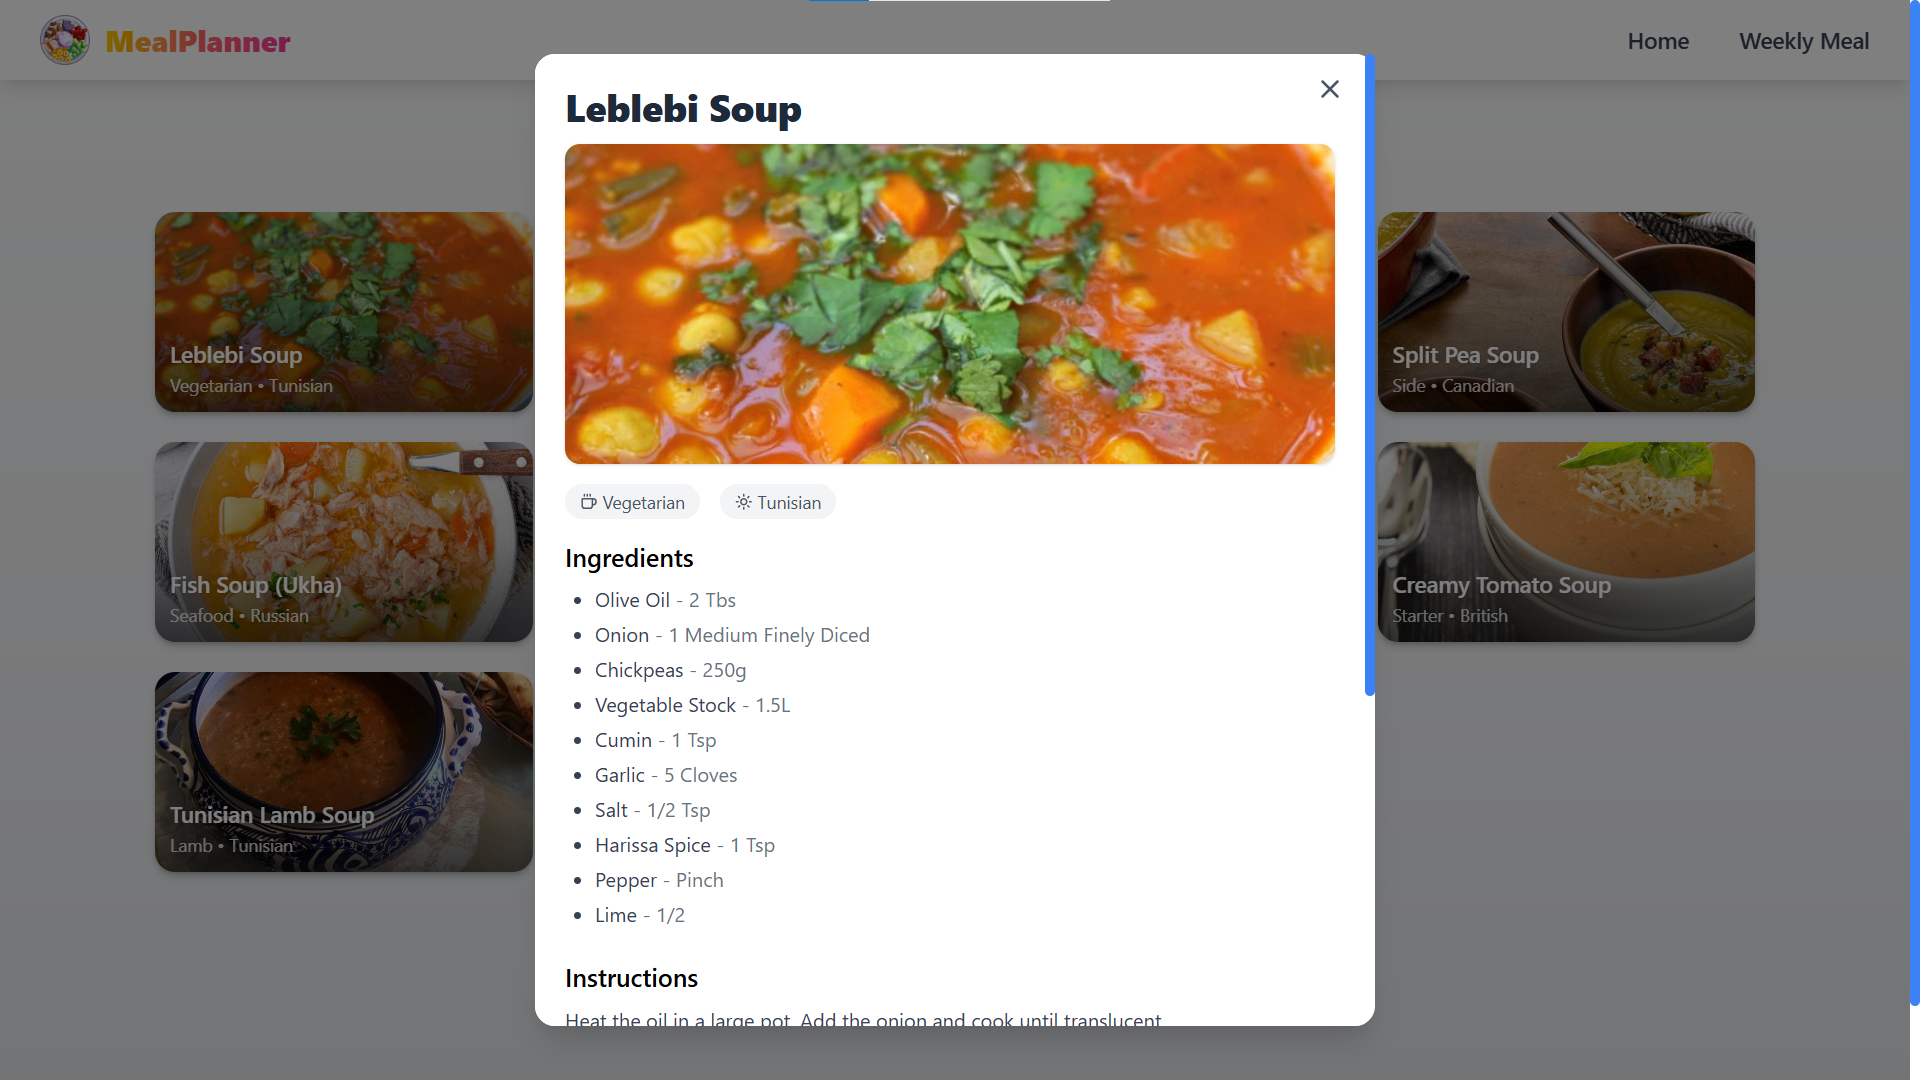 MealPlanner
Home
Weekly Meal
Leblebi Soup
Vegetarian
Tunisian
Ingredients
Olive Oil - 2 Tbs
Onion - 1 Medium Finely Diced
Chickpeas - 250g
Vegetable Stock - 1.5L
Cumin - 1 Tsp
Garlic - 5 Cloves
Salt - 1/2 Tsp
Harissa Spice - 1 Tsp
Pepper - Pinch
Lime - 1/2
Instructions
Heat the oil in a large pot. Add the onion and cook until translucent.
Leblebi Soup
Vegetarian • Tunisian
Split Pea Soup
Side • Canadian
Fish Soup (Ukha)
Seafood • Russian
Creamy Tomato Soup
Starter • British
Tunisian Lamb Soup
Lamb • Tunisian